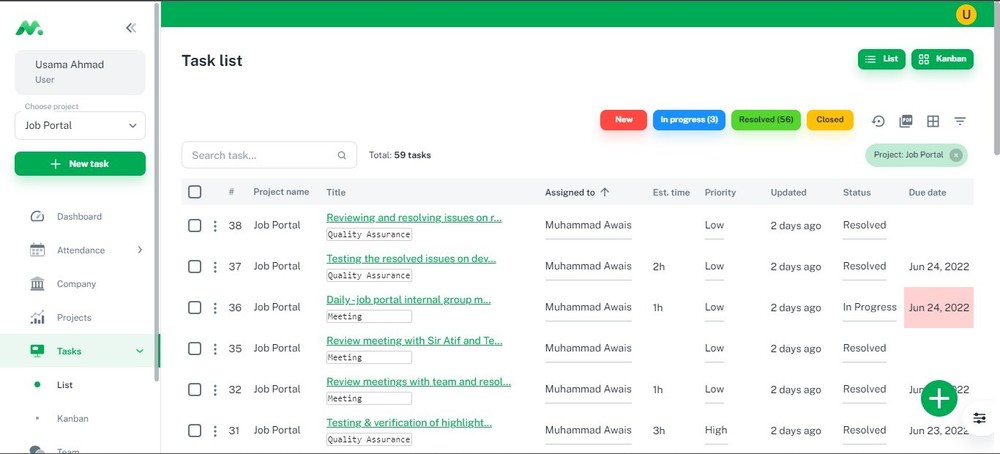 U
Usama Ahmad
User
Choose project
Job Portal
+ New task
Dashboard
Attendance
Company
Projects
Tasks
List
Kanban
Team
Task list
List
Kanban
New
In progress (3)
Resolved (56)
Closed
Search task...
Total: 59 tasks
Project: Job Portal
# Project name Title Assigned to Est. time Priority Updated Status Due date
38 Job Portal Reviewing and resolving issues on r... Muhammad Awais Low 2 days ago Resolved
Quality Assurance
37 Job Portal Testing the resolved issues on dev... Muhammad Awais 2h Low 2 days ago Resolved Jun 24, 2022
Quality Assurance
36 Job Portal Daily - job portal internal group m... Muhammad Awais 1h Low 2 days ago In Progress Jun 24, 2022
Meeting
35 Job Portal Review meeting with Sir Atif and Te... Muhammad Awais Low 2 days ago Resolved
Meeting
32 Job Portal Review meetings with team and resol... Muhammad Awais 1h Low 2 days ago Resolved
Meeting
31 Job Portal Testing & verification of highlight... Muhammad Awais 3h High 2 days ago Resolved Jun 23, 2022
Quality Assurance